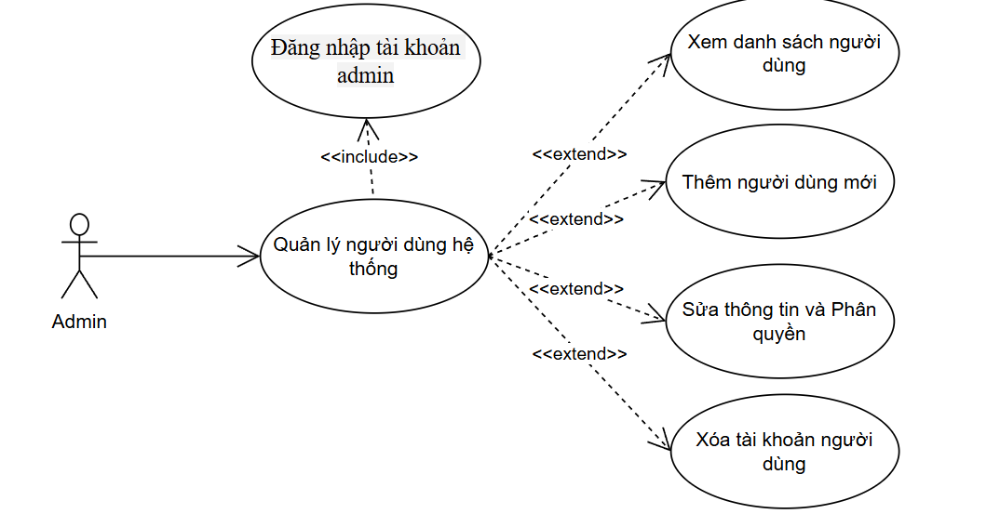 Đăng nhập tài khoản
admin
<<include>>
Quản lý người dùng hệ
thống
Admin
Xem danh sách người
dùng
<<extend>>
Thêm người dùng mới
<<extend>>
<<extend>>
Sửa thông tin và Phân
quyền
<<extend>>
Xóa tài khoản người
dùng